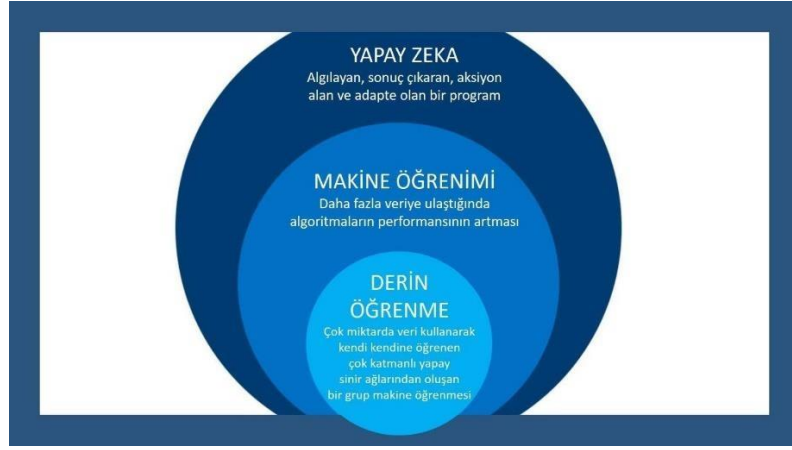 YAPAY ZEKA
Algılayan, sonuç çıkaran, aksiyon
alan ve adapte olan bir program
MAKİNE ÖĞRENİMİ
Daha fazla veriye ulaştığında
algoritmaların performansının artması
DERİN
ÖĞRENME
Çok miktarda veri kullanarak
kendi kendine öğrenen
çok katmanlı yapay
sinir ağlarından oluşan
bir grup makine öğrenmesi